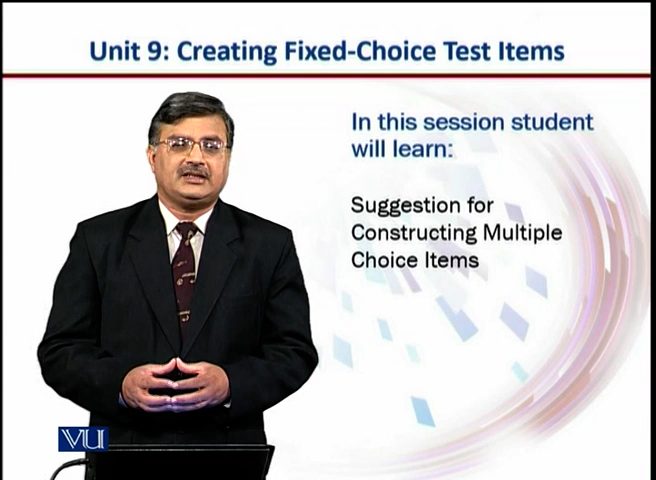 Unit 9: Creating Fixed-Choice Test Items
In this session student
will learn:
Suggestion for
Constructing Multiple
Choice Items
VU